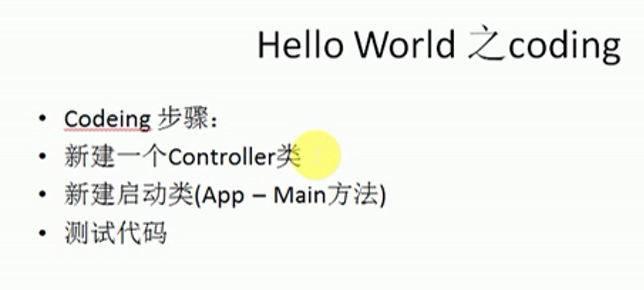 Hello World 之coding
• Codeing 步骤：
• 新建一个Controller类
• 新建启动类(App – Main方法)
• 测试代码